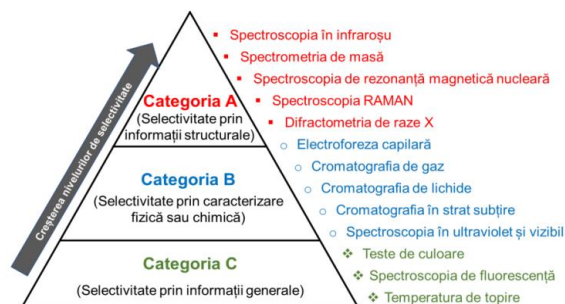 Spectroscopia în infraroșu
Spectrometria de masă
Spectroscopia de rezonanță magnetică nucleară
Spectroscopia RAMAN
Difractometria de raze X
Electroforeza capilară
Cromatografia de gaz
Cromatografia de lichide
Cromatografia în strat subțire
Spectroscopia în ultraviolet și vizibil
Teste de culoare
Spectroscopia de fluorescență
Temperatura de topire
Creșterea nivelurilor de selectivitate
Categoria A
(Selectivitate prin
informații structurale)
Categoria B
(Selectivitate prin caracterizare
fizică sau chimică)
Categoria C
(Selectivitate prin informații generale)